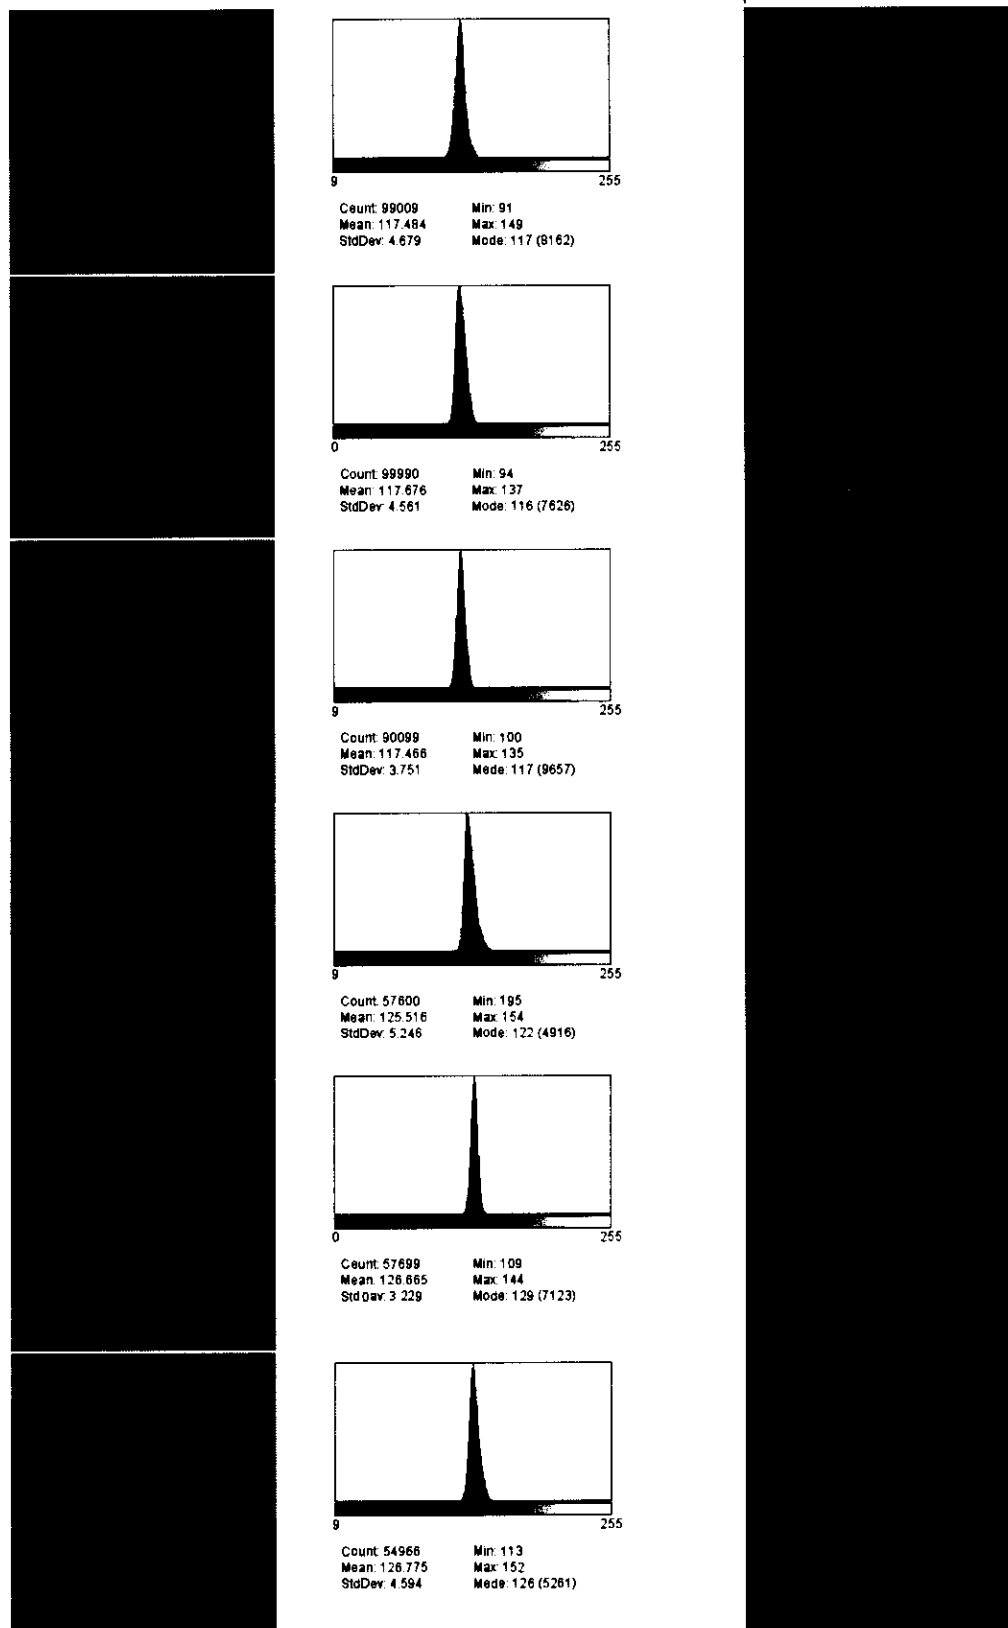 9 255
Count: 99009 Min: 91
Mean: 117.484 Max: 149
StdDev: 4.679 Mode: 117 (8162)
0 255
Count: 99990 Min: 94
Mean: 117.676 Max: 137
StdDev: 4.561 Mode: 116 (7626)
9 255
Count: 90099 Min: 100
Mean: 117.466 Max: 135
StdDev: 3.751 Mede: 117 (9657)
9 255
Count: 57600 Min: 195
Mean: 125.516 Max: 154
StdDev: 5.246 Mode: 122 (4916)
0 255
Count: 57699 Min: 109
Mean: 126.665 Max: 144
Stdoav: 3.229 Mode: 129 (7123)
9 255
Count: 54966 Min: 113
Mean: 126.775 Max: 152
StdDev: 4.594 Mede: 126 (5261)